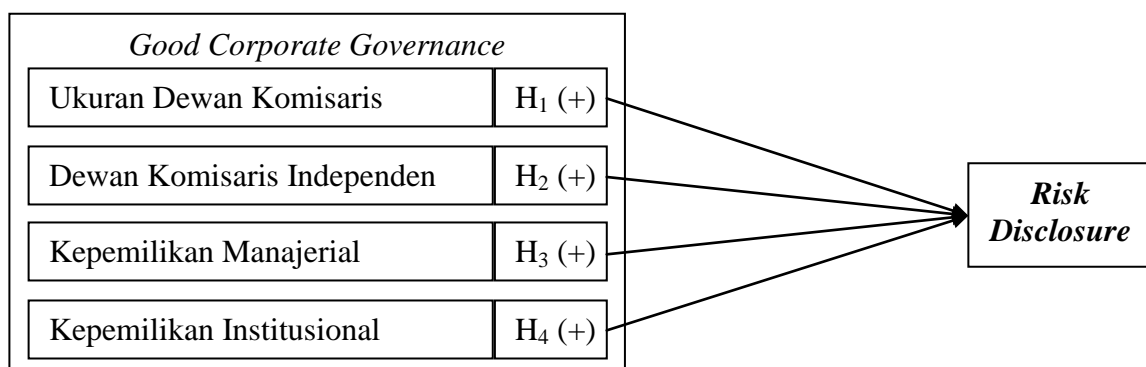 Good Corporate Governance
Ukuran Dewan Komisaris H₁ (+)
Dewan Komisaris Independen H₂ (+)
Kepemilikan Manajerial H₃ (+)
Kepemilikan Institusional H₄ (+)
Risk
Disclosure